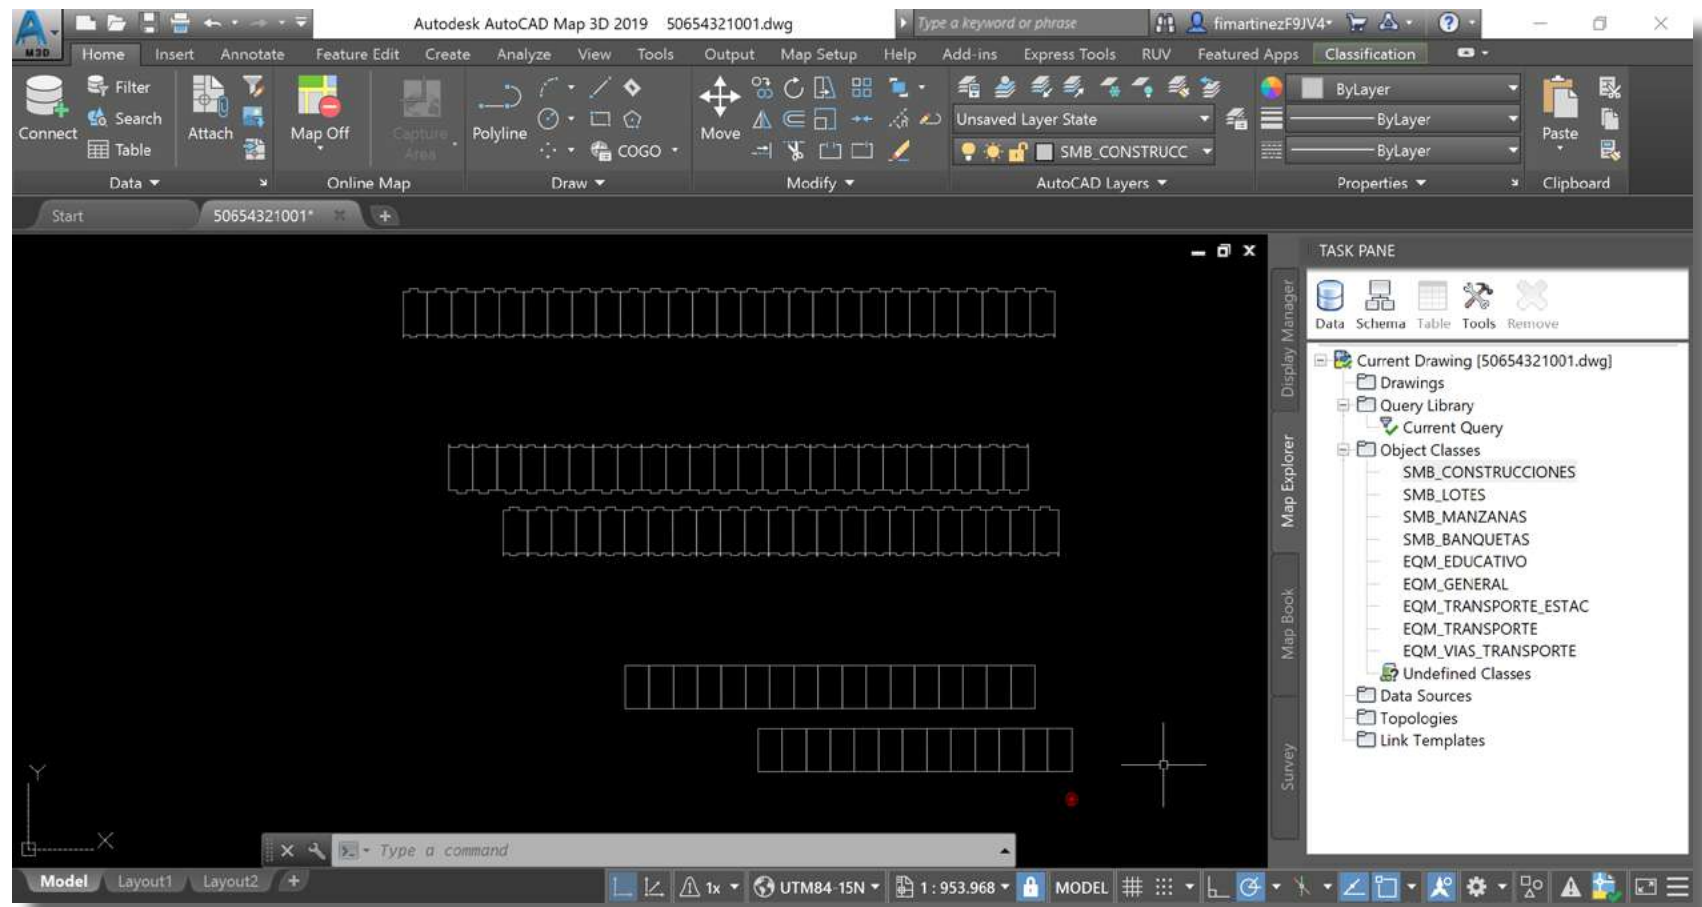 Autodesk AutoCAD Map 3D 2019 50654321001.dwg Type a keyword or phrase fimartinezF9JV4
M3D Home Insert Annotate Feature Edit Create Analyze View Tools Output Map Setup Help Add-ins Express Tools RUV Featured Apps Classification
Filter
Search
Table
Connect
Attach
Map Off
Capture Area
Polyline
COGO
Move
Unsaved Layer State
SMB_CONSTRUCC
ByLayer
ByLayer
ByLayer
Paste
Data Online Map Draw Modify AutoCAD Layers Properties Clipboard
Start 50654321001* +
TASK PANE
Data Schema Table Tools Remove
Display Manager
Map Explorer
Map Book
Survey
Current Drawing [50654321001.dwg]
Drawings
Query Library
Current Query
Object Classes
SMB_CONSTRUCCIONES
SMB_LOTES
SMB_MANZANAS
SMB_BANQUETAS
EQM_EDUCATIVO
EQM_GENERAL
EQM_TRANSPORTE_ESTAC
EQM_TRANSPORTE
EQM_VIAS_TRANSPORTE
Undefined Classes
Data Sources
Topologies
Link Templates
Y
X
Type a command
Model Layout1 Layout2 + 1x UTM84-15N 1 : 953.968 MODEL